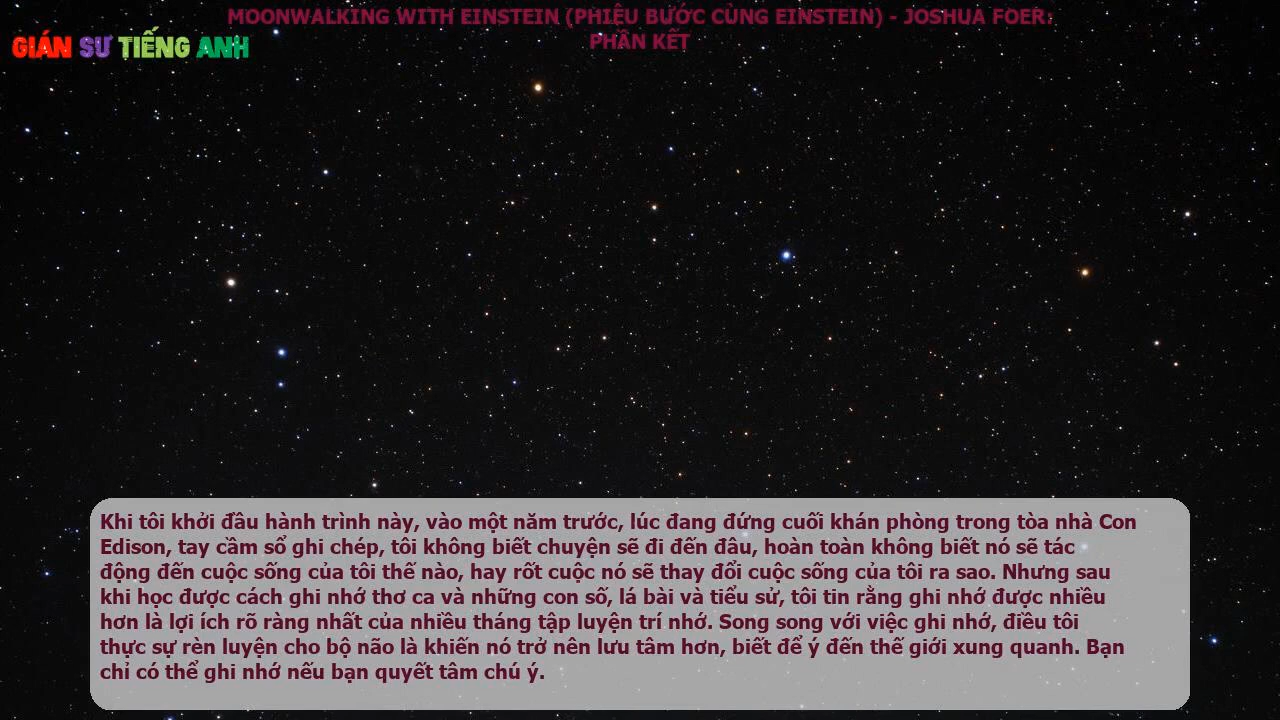 MOONWALKING WITH EINSTEIN (PHIÊU BƯỚC CÙNG EINSTEIN) - JOSHUA FOER:
PHẦN KẾT
GIÁN SƯ TIẾNG ANH
Khi tôi khởi đầu hành trình này, vào một năm trước, lúc đang đứng cuối khán phòng trong tòa nhà Con
Edison, tay cầm sổ ghi chép, tôi không biết chuyện sẽ đi đến đâu, hoàn toàn không biết nó sẽ tác
động đến cuộc sống của tôi thế nào, hay rốt cuộc nó sẽ thay đổi cuộc sống của tôi ra sao. Nhưng sau
khi học được cách ghi nhớ thơ ca và những con số, lá bài và tiểu sử, tôi tin rằng ghi nhớ được nhiều
hơn là lợi ích rõ ràng nhất của nhiều tháng tập luyện trí nhớ. Song song với việc ghi nhớ, điều tôi
thực sự rèn luyện cho bộ não là khiến nó trở nên lưu tâm hơn, biết để ý đến thế giới xung quanh. Bạn
chỉ có thể ghi nhớ nếu bạn quyết tâm chú ý.